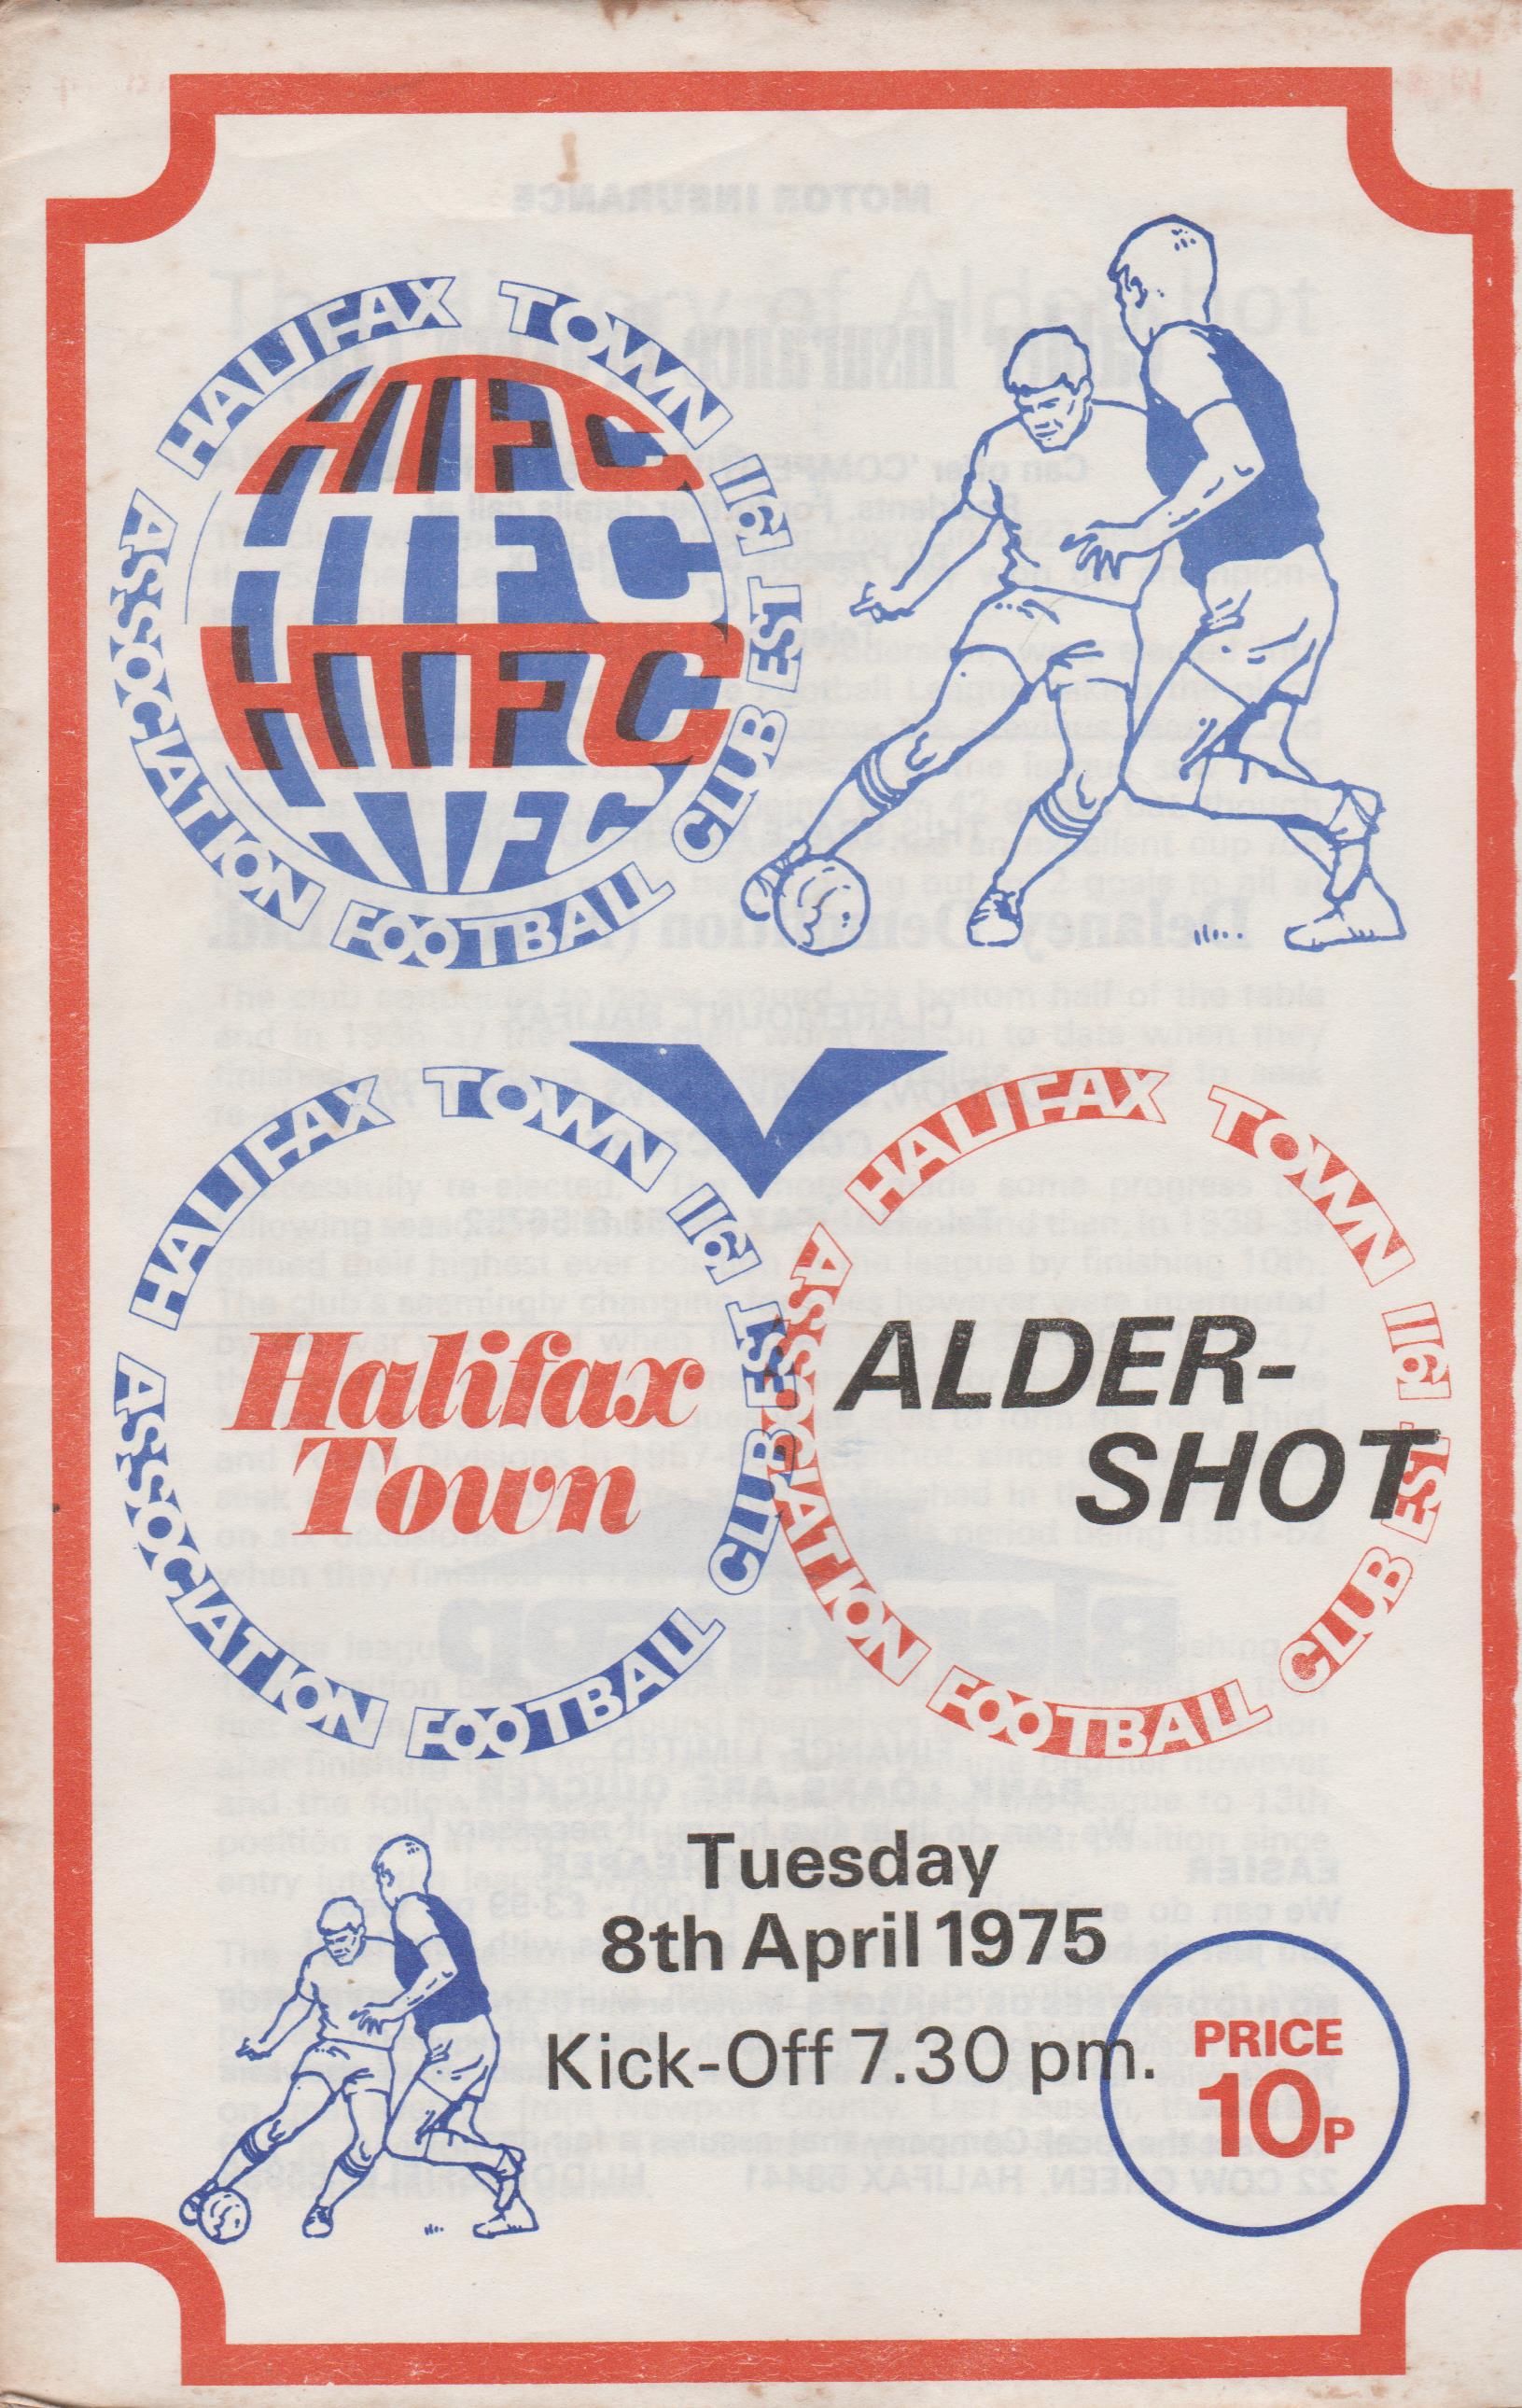 HALIFAX TOWN
ASSOCIATION FOOTBALL CLUB EST 1911
HTFC
HTFC
HTFC
HTFC
V
HALIFAX TOWN
ASSOCIATION FOOTBALL CLUB EST 1911
Halifax
Town
HALIFAX TOWN
ASSOCIATION FOOTBALL CLUB EST 1911
ALDER-
SHOT
Tuesday
8th April 1975
Kick-Off 7.30 pm.
PRICE
10P